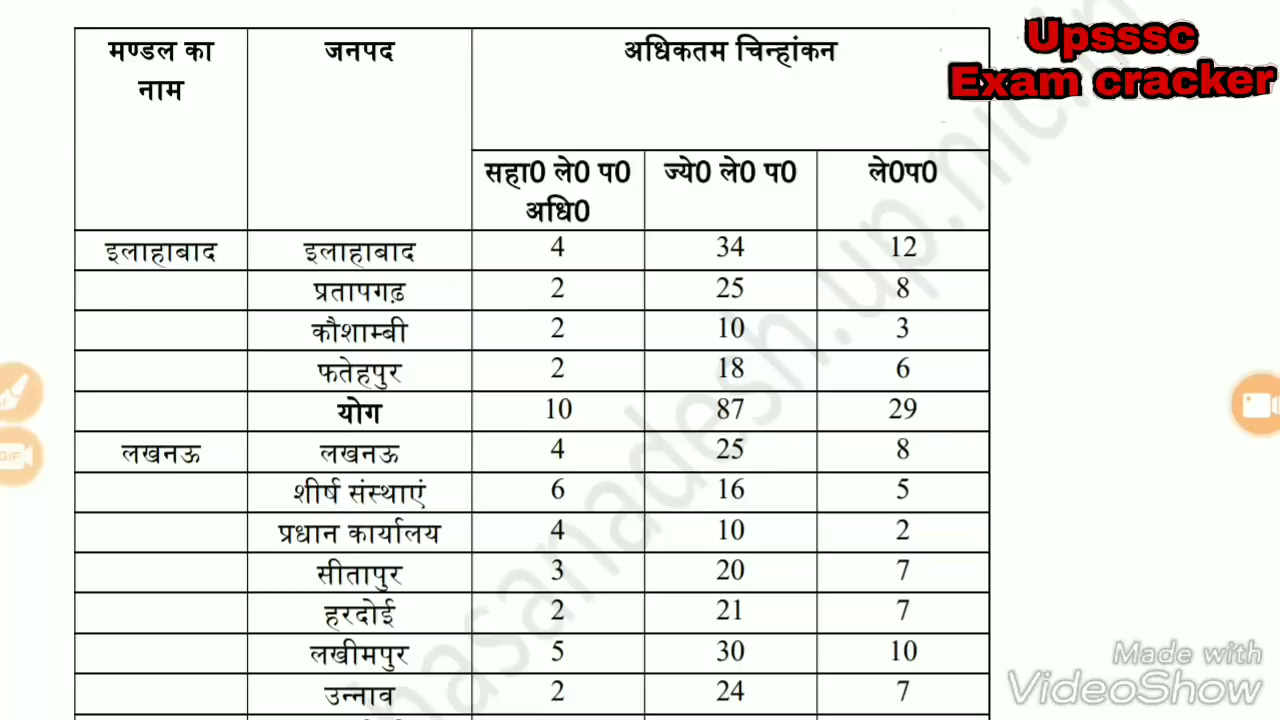 मण्डल का नाम जनपद अधिकतम चिन्हांकन
Upsssc
Exam cracker
सहा0 ले0 प0 अधि0 ज्ये0 ले0 प0 ले0प0
इलाहाबाद इलाहाबाद 4 34 12
प्रतापगढ़ 2 25 8
कौशाम्बी 2 10 3
फतेहपुर 2 18 6
योग 10 87 29
लखनऊ लखनऊ 4 25 8
शीर्ष संस्थाएं 6 16 5
प्रधान कार्यालय 4 10 2
सीतापुर 3 20 7
हरदोई 2 21 7
लखीमपुर 5 30 10
उन्नाव 2 24 7
GIF
Made with
VideoShow